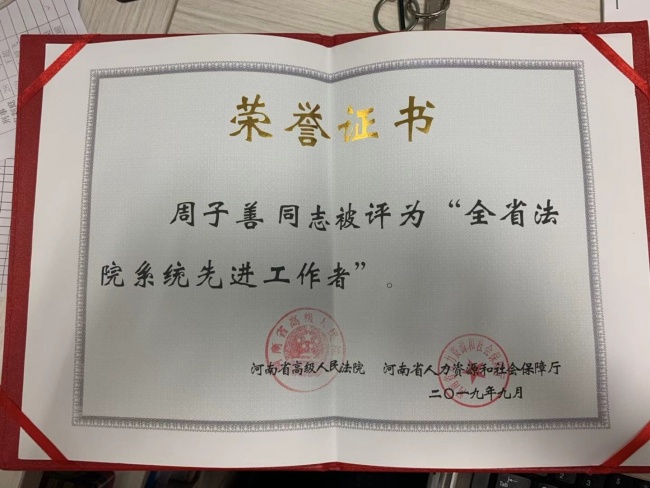 荣誉证书
周子善同志被评为“全省法
院系统先进工作者”。
河南省高级人民法院 河南省人力资源和社会保障厅
二〇一九年九月